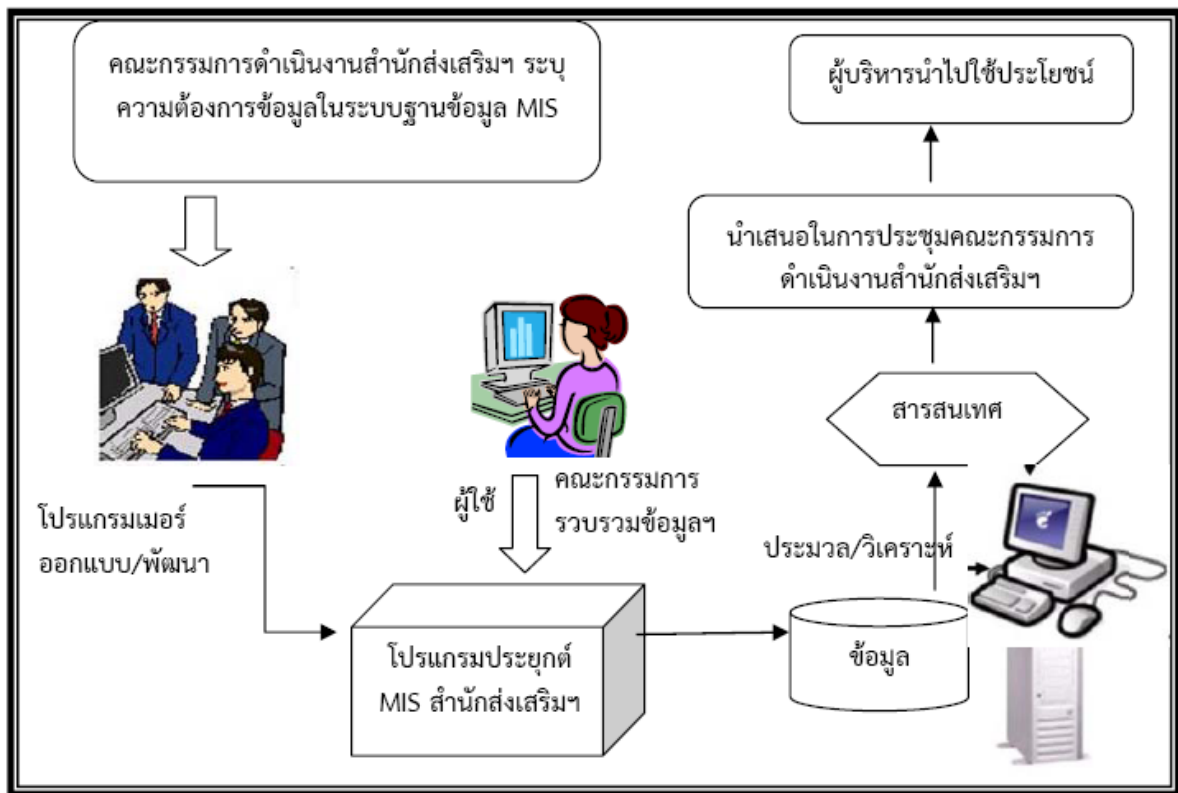 คณะกรรมการดำเนินงานสำนักส่งเสริมฯ ระบุ
ความต้องการข้อมูลในระบบฐานข้อมูล MIS
ผู้บริหารนำไปใช้ประโยชน์
นำเสนอในการประชุมคณะกรรมการ
ดำเนินงานสำนักส่งเสริมฯ
สารสนเทศ
โปรแกรมเมอร์
ออกแบบ/พัฒนา
ผู้ใช้
คณะกรรมการ
รวบรวมข้อมูลฯ
ประมวล/วิเคราะห์
โปรแกรมประยุกต์
MIS สำนักส่งเสริมฯ
ข้อมูล